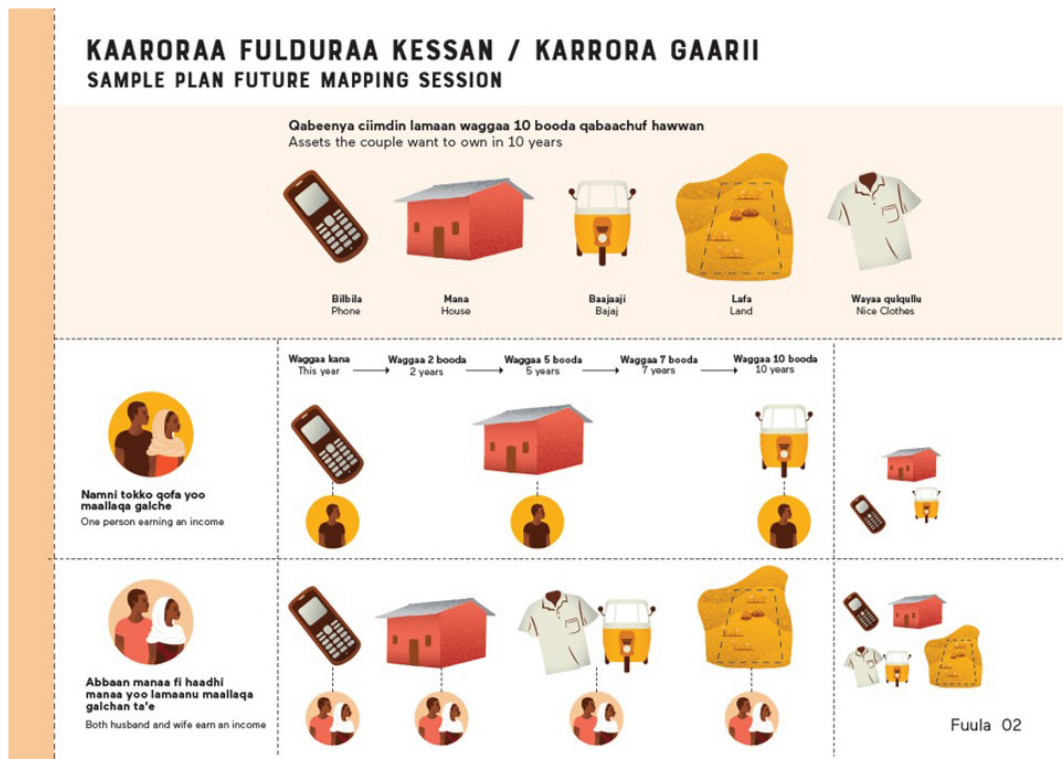 KAARORAA FULDURAA KESSAN / KARRORA GAARII
SAMPLE PLAN FUTURE MAPPING SESSION
Qabeenya ciimdin lamaan waggaa 10 booda qabaachuf hawwan
Assets the couple want to own in 10 years
Bilbila
Phone
Mana
House
Baajaaji
Bajaj
Lafa
Land
Wayaa qulqullu
Nice Clothes
Waggaa kana
This year
Waggaa 2 booda
2 years
Waggaa 5 booda
5 years
Waggaa 7 booda
7 years
Waggaa 10 booda
10 years
Namni tokko qofa yoo
maallaqa galche
One person earning an income
Abbaan manaa fi haadhi
manaa yoo lamaanu maallaqa
galchan ta'e
Both husband and wife earn an income
Fuula 02